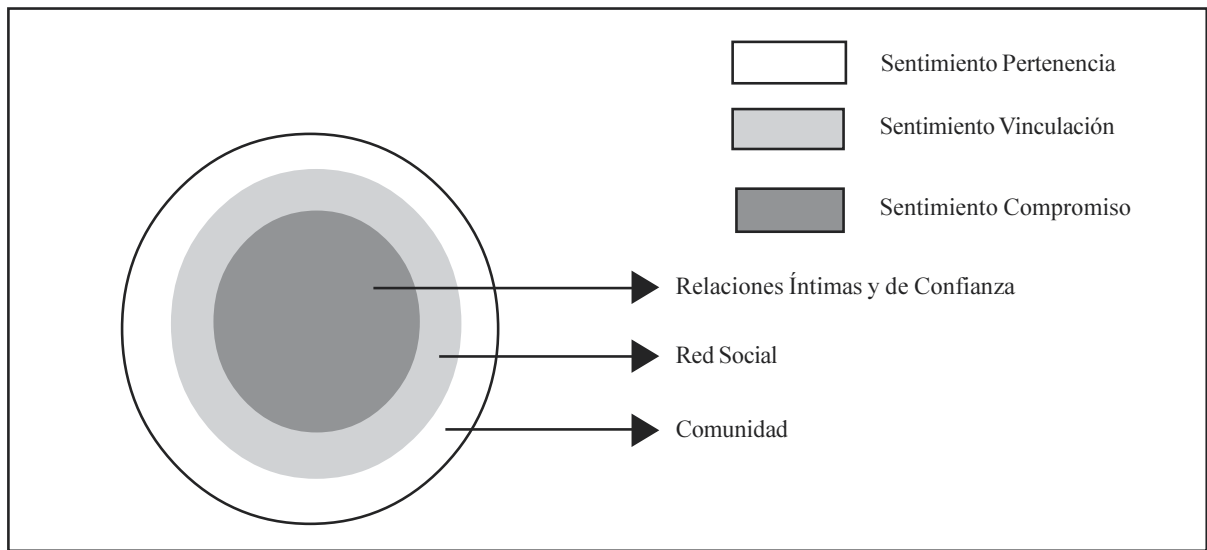 Sentimiento Pertenencia
Sentimiento Vinculación
Sentimiento Compromiso
Relaciones Íntimas y de Confianza
Red Social
Comunidad